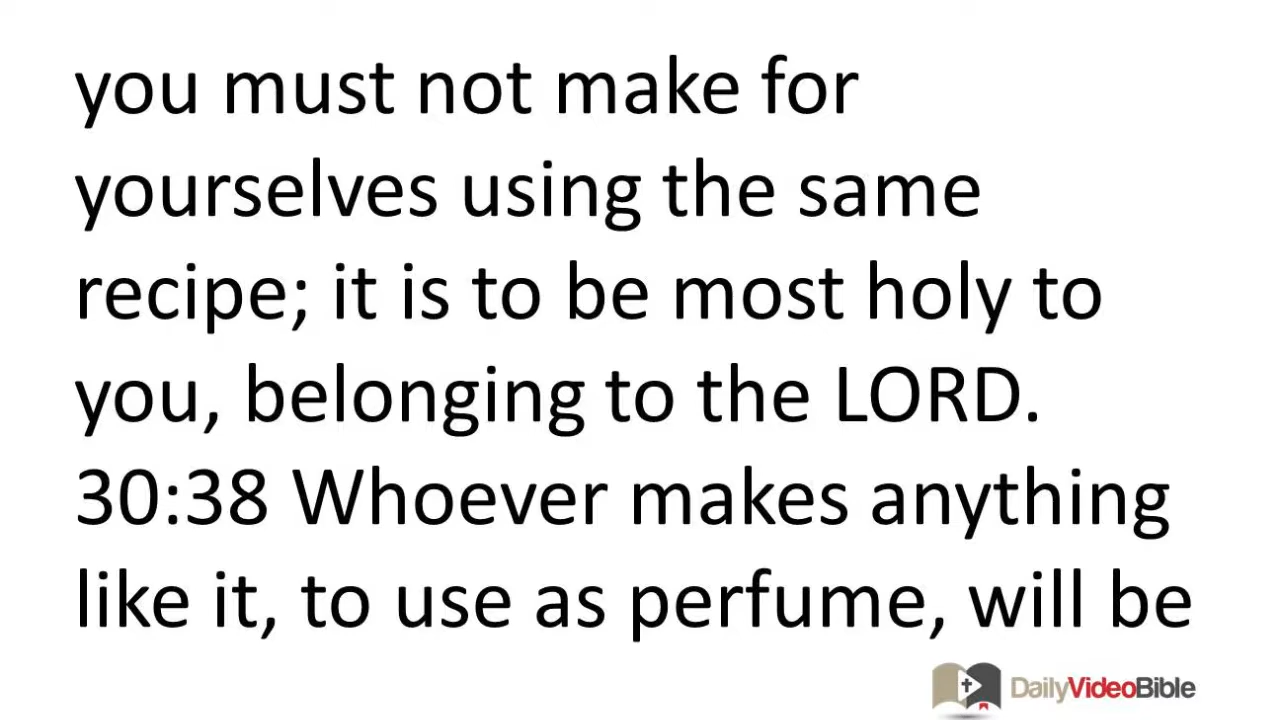 you must not make for
yourselves using the same
recipe; it is to be most holy to
you, belonging to the LORD.
30:38 Whoever makes anything
like it, to use as perfume, will be
DailyVideoBible